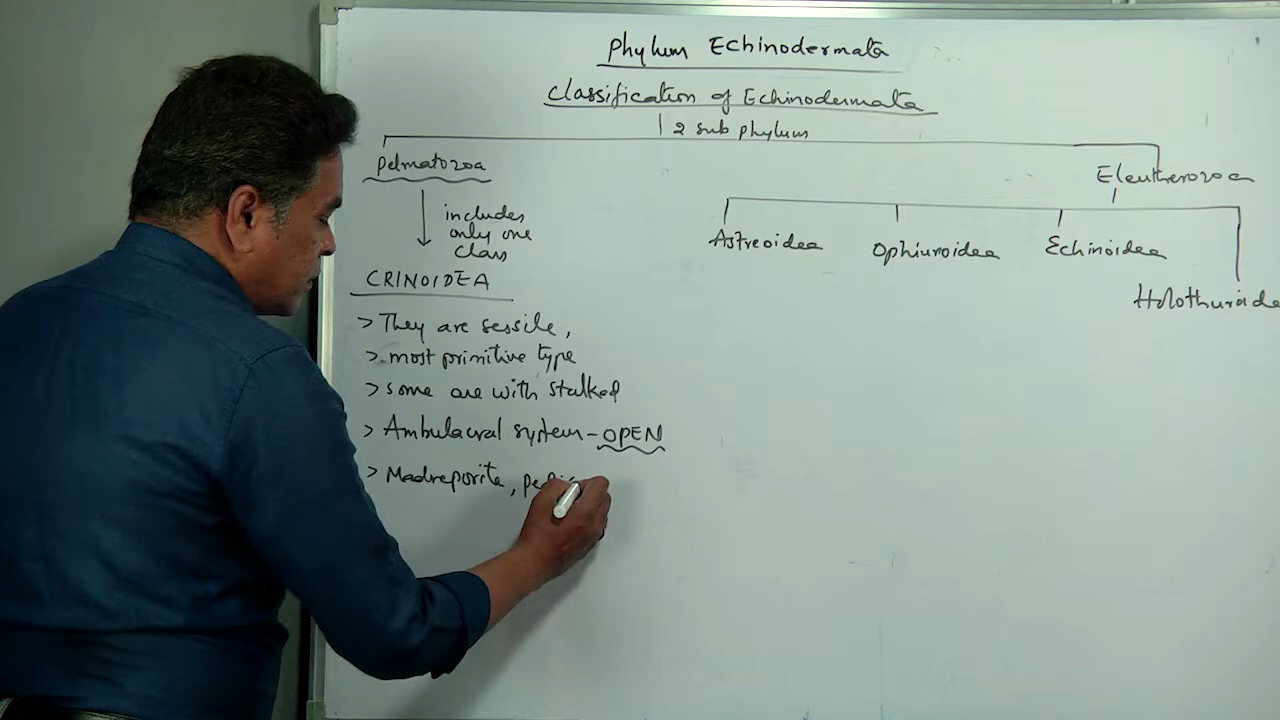 Phylum Echinodermata
Classification of Echinodermata
2 sub phylum
Pelmatozoa
Eleutherozoa
includes
only one
class
CRINOIDEA
Astreoidea
Ophiuroidea
Echinoidea
Holothuroide
> They are sessile,
> most primitive type
> some are with stalked
> Ambulacral system - OPEN
> Madreporite,